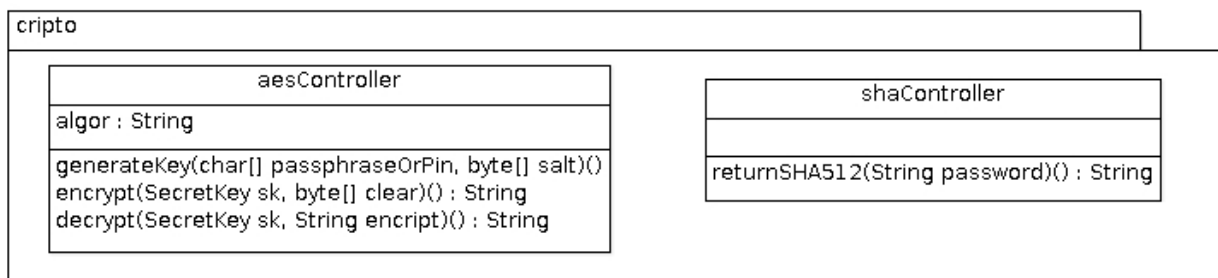 cripto
aesController
algor : String
generateKey(char[] passphraseOrPin, byte[] salt)()
encrypt(SecretKey sk, byte[] clear)() : String
decrypt(SecretKey sk, String encript)() : String
shaController
returnSHA512(String password)() : String